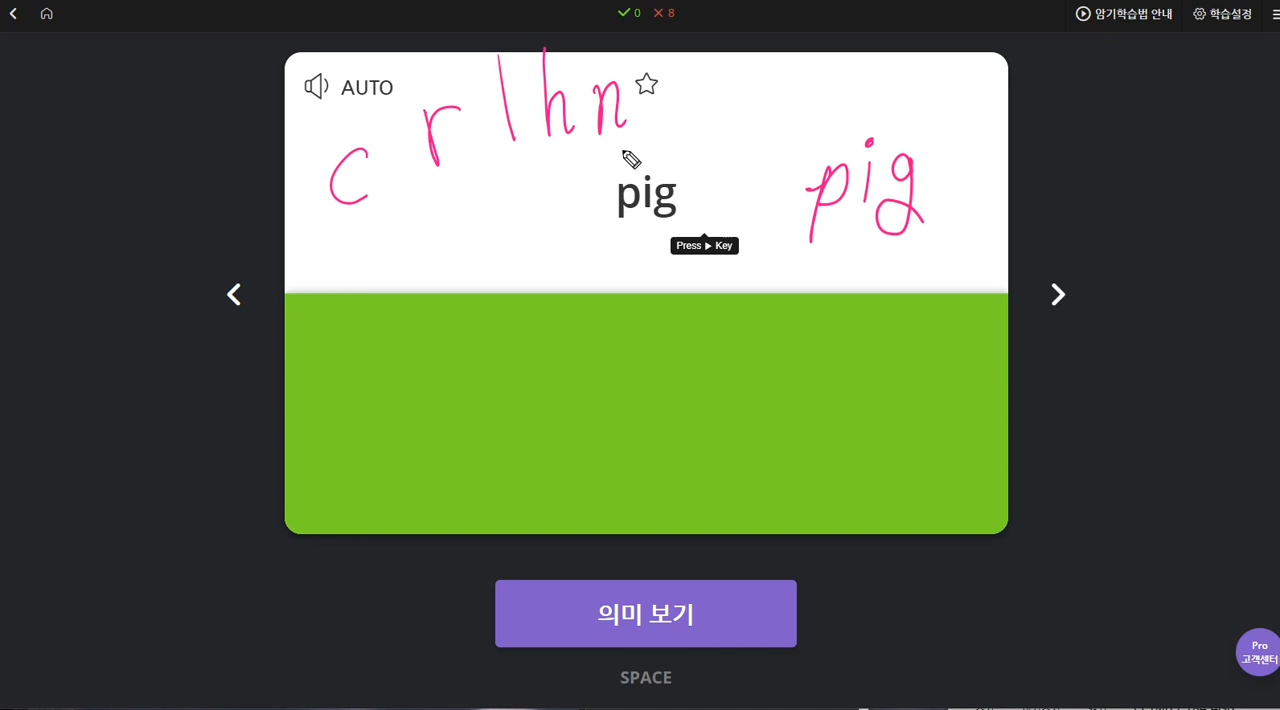 0 8 암기학습법 안내 학습설정
AUTO
c r l h n
pig pig
Press ▶ Key
의미 보기
SPACE
Pro
고객센터